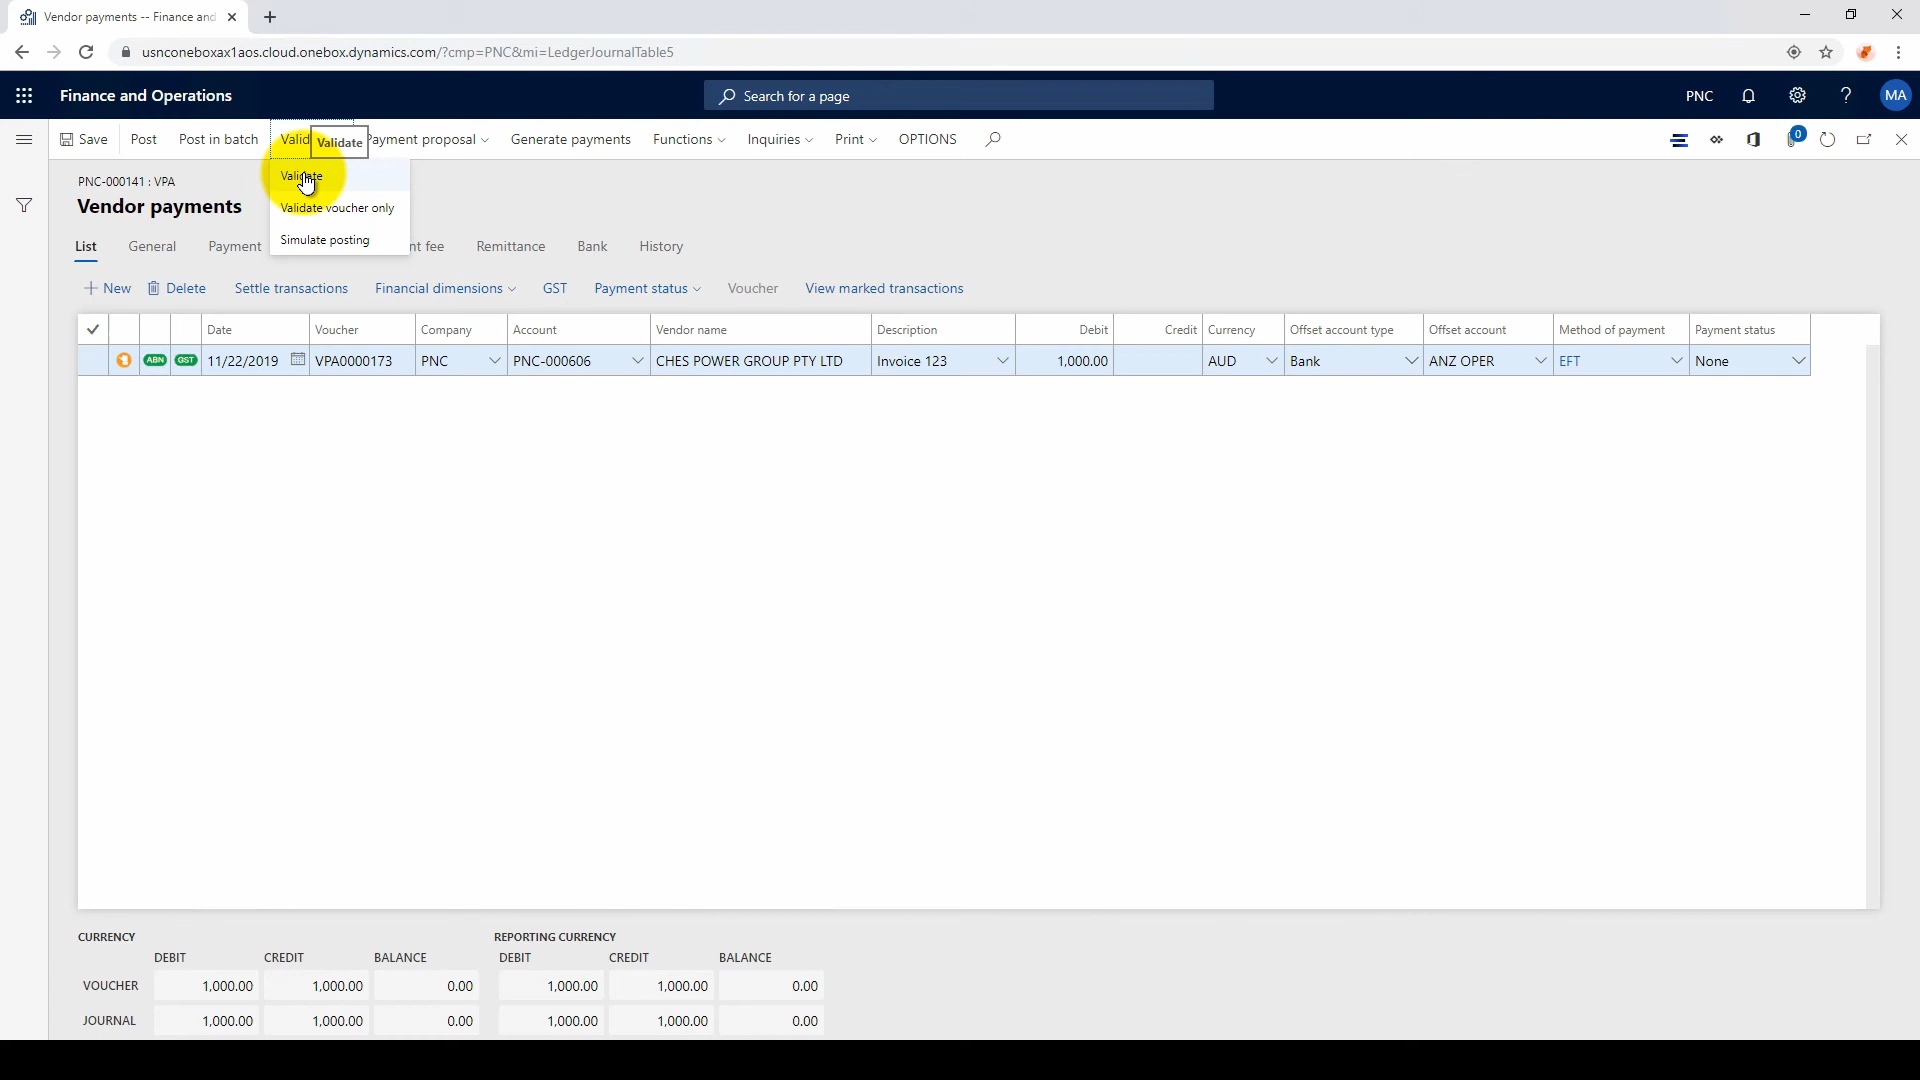 Vendor payments -- Finance and
usnconeboxax1aos.cloud.onebox.dynamics.com/?cmp=PNC&mi=LedgerJournalTable5
Finance and Operations
Search for a page
PNC
MA
Save Post Post in batch Valid Validate Payment proposal Generate payments Functions Inquiries Print OPTIONS 0
Validate
Validate voucher only
Simulate posting
PNC-000141 : VPA
Vendor payments
List General Payment nt fee Remittance Bank History
New Delete Settle transactions Financial dimensions GST Payment status Voucher View marked transactions
Date Voucher Company Account Vendor name Description Debit Credit Currency Offset account type Offset account Method of payment Payment status
ABN GST 11/22/2019 VPA0000173 PNC PNC-000606 CHES POWER GROUP PTY LTD Invoice 123 1,000.00 AUD Bank ANZ OPER EFT None
CURRENCY REPORTING CURRENCY
DEBIT CREDIT BALANCE DEBIT CREDIT BALANCE
VOUCHER 1,000.00 1,000.00 0.00 1,000.00 1,000.00 0.00
JOURNAL 1,000.00 1,000.00 0.00 1,000.00 1,000.00 0.00